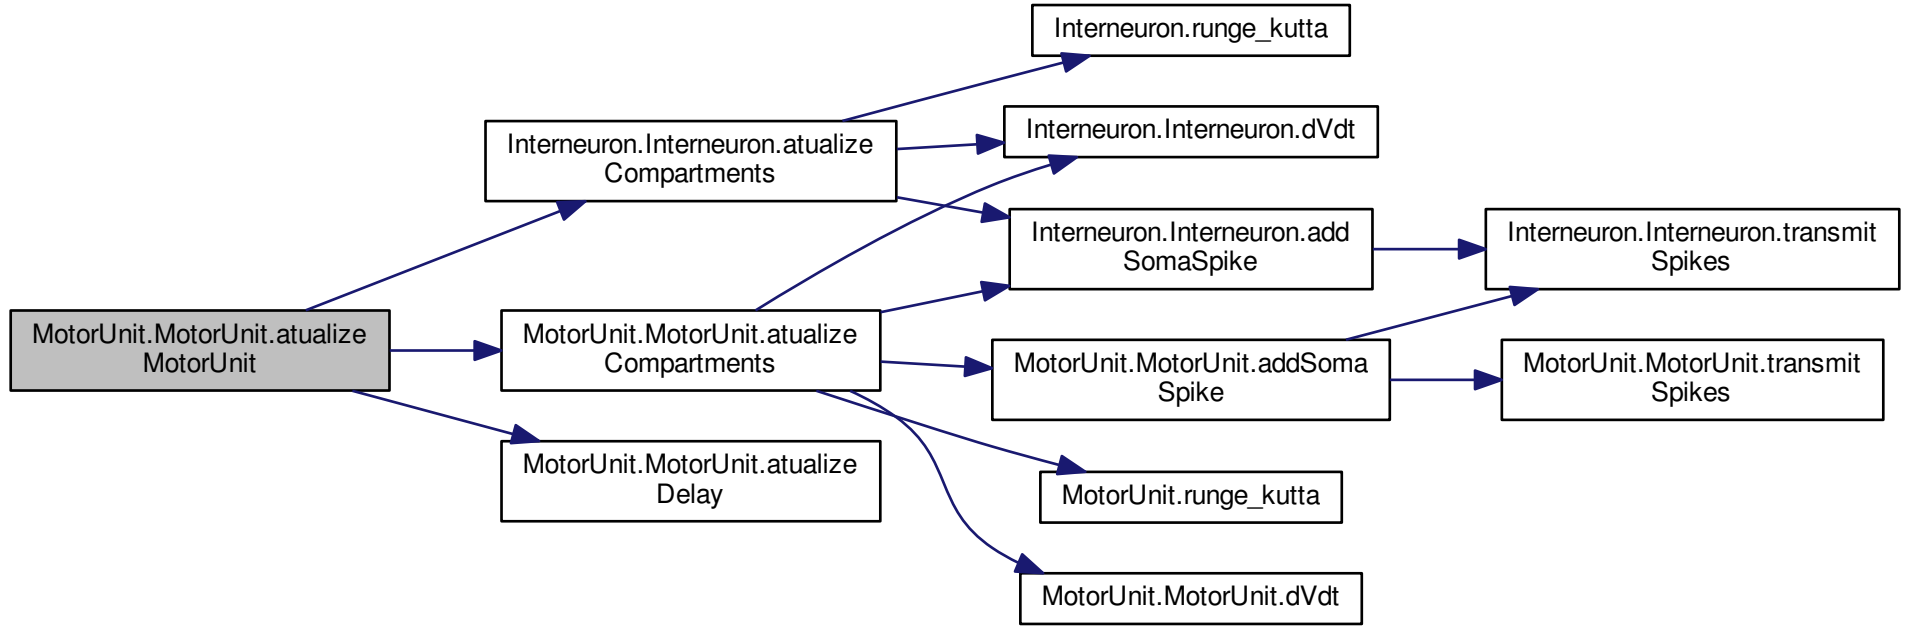 Interneuron.runge_kutta
Interneuron.Interneuron.dVdt
Interneuron.Interneuron.atualize
Compartments
Interneuron.Interneuron.add
SomaSpike
Interneuron.Interneuron.transmit
Spikes
MotorUnit.MotorUnit.atualize
MotorUnit
MotorUnit.MotorUnit.atualize
Compartments
MotorUnit.MotorUnit.addSoma
Spike
MotorUnit.MotorUnit.transmit
Spikes
MotorUnit.MotorUnit.atualize
Delay
MotorUnit.runge_kutta
MotorUnit.MotorUnit.dVdt